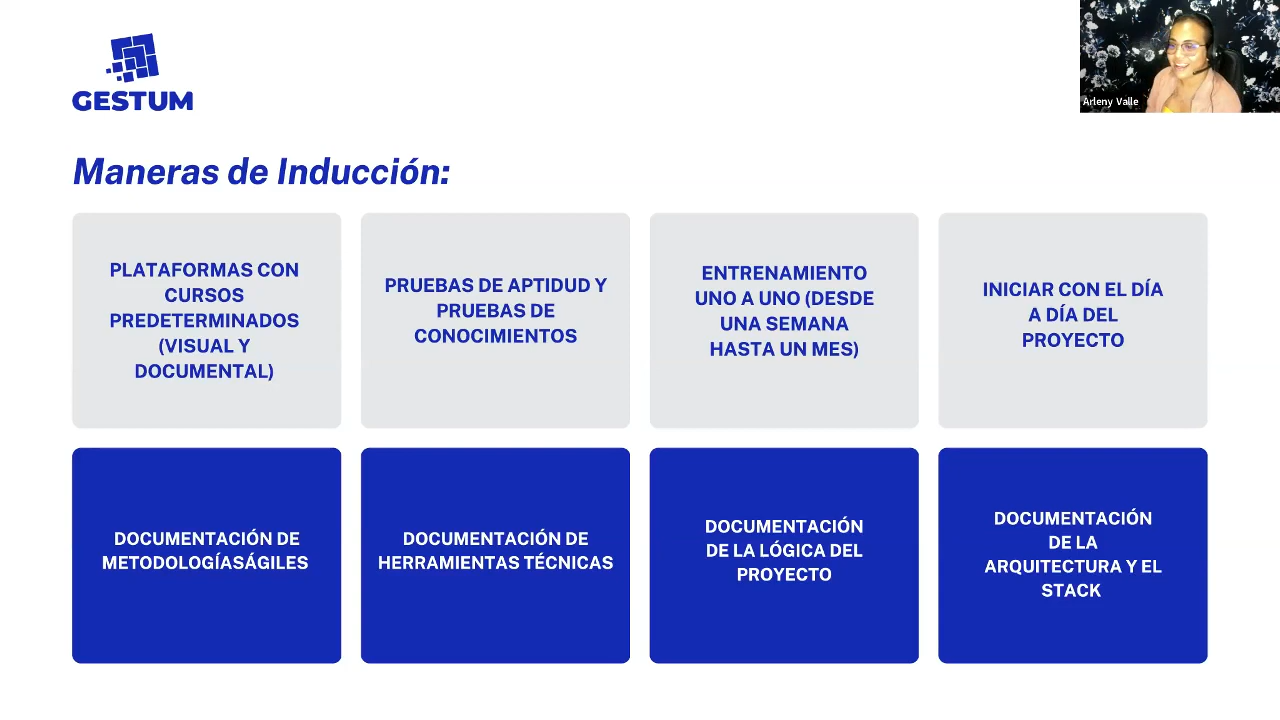 GESTUM
Arleny Valle
Maneras de Inducción:
PLATAFORMAS CON
CURSOS
PREDETERMINADOS
(VISUAL Y
DOCUMENTAL)
PRUEBAS DE APTIDUD Y
PRUEBAS DE
CONOCIMIENTOS
ENTRENAMIENTO
UNO A UNO (DESDE
UNA SEMANA
HASTA UN MES)
INICIAR CON EL DÍA
A DÍA DEL
PROYECTO
DOCUMENTACIÓN DE
METODOLOGÍASÁGILES
DOCUMENTACIÓN DE
HERRAMIENTAS TÉCNICAS
DOCUMENTACIÓN
DE LA LÓGICA DEL
PROYECTO
DOCUMENTACIÓN
DE LA
ARQUITECTURA Y EL
STACK